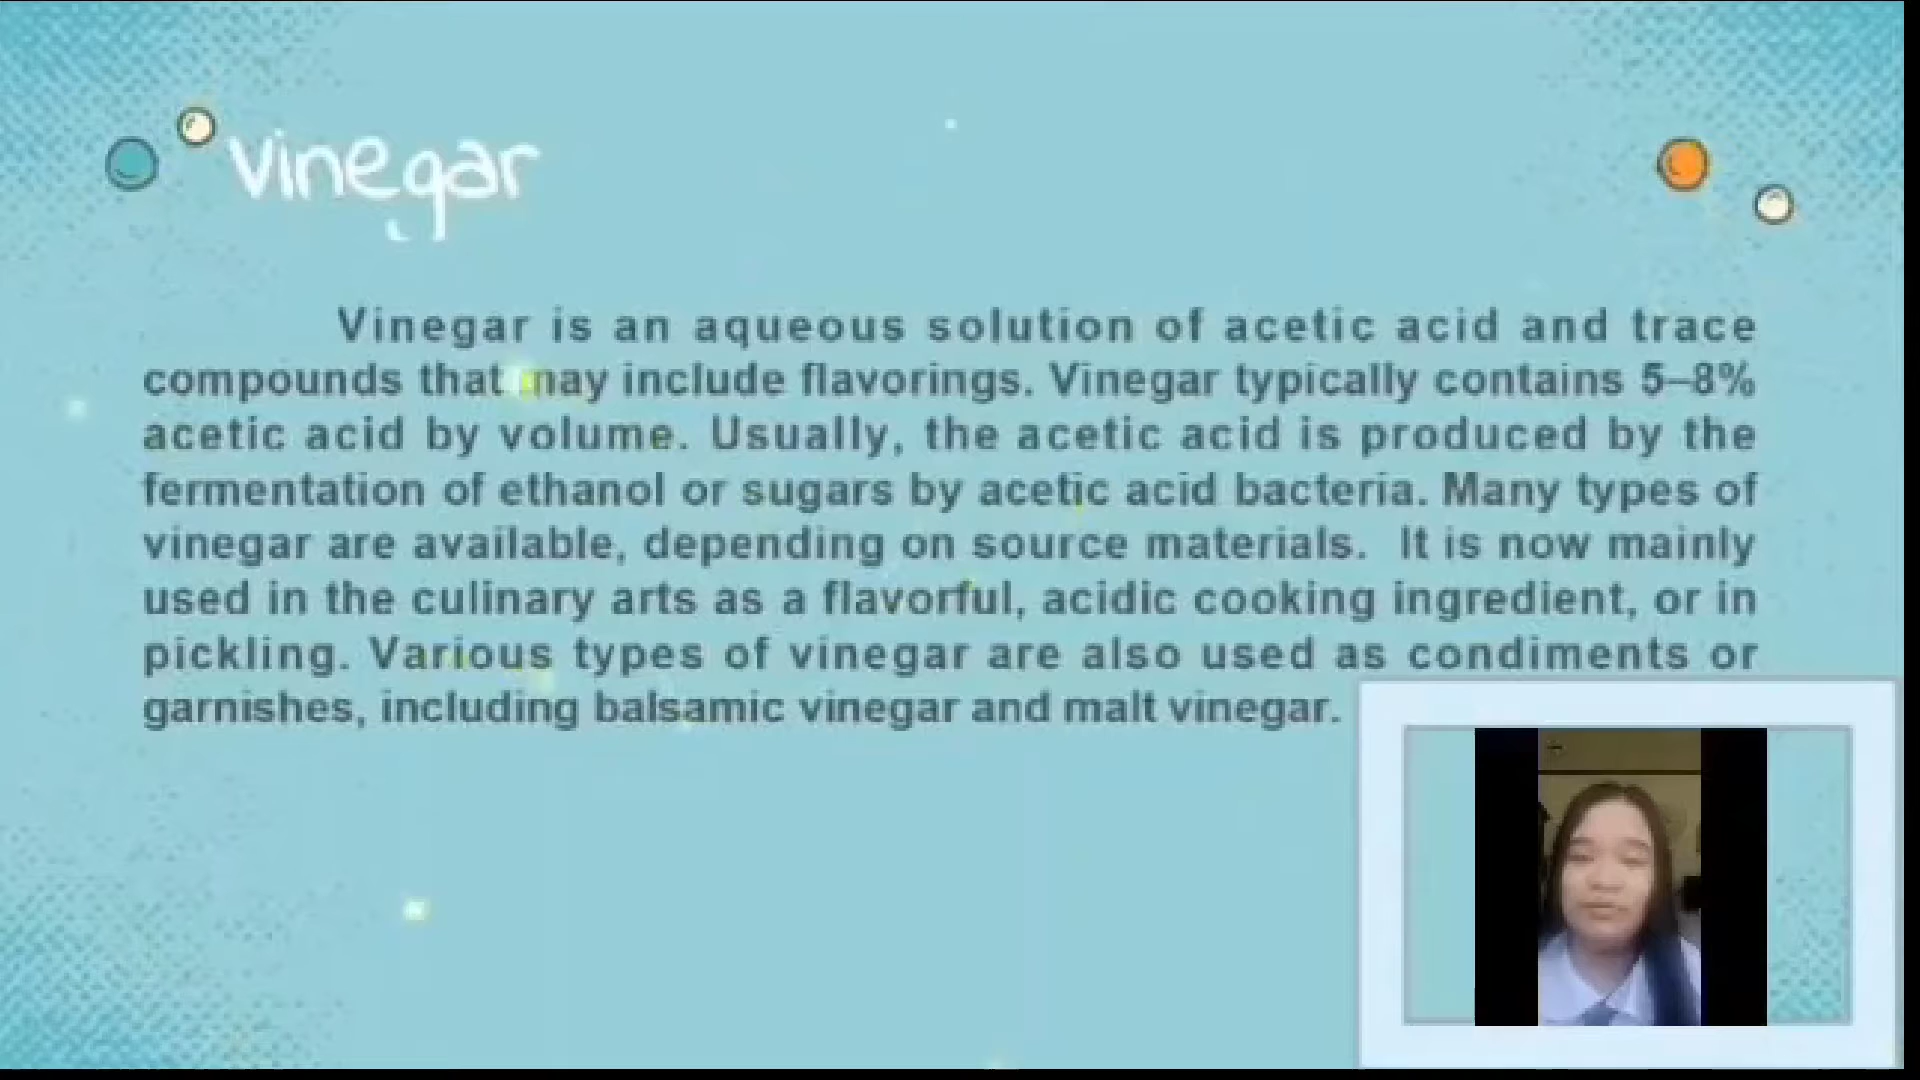 vinegar
Vinegar is an aqueous solution of acetic acid and trace
compounds that may include flavorings. Vinegar typically contains 5–8%
acetic acid by volume. Usually, the acetic acid is produced by the
fermentation of ethanol or sugars by acetic acid bacteria. Many types of
vinegar are available, depending on source materials.  It is now mainly
used in the culinary arts as a flavorful, acidic cooking ingredient, or in
pickling. Various types of vinegar are also used as condiments or
garnishes, including balsamic vinegar and malt vinegar.